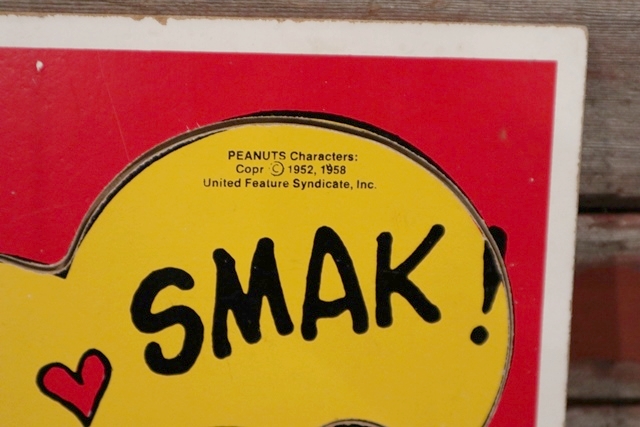 PEANUTS Characters:
Copr © 1952, 1958
United Feature Syndicate, Inc.
SMAK!